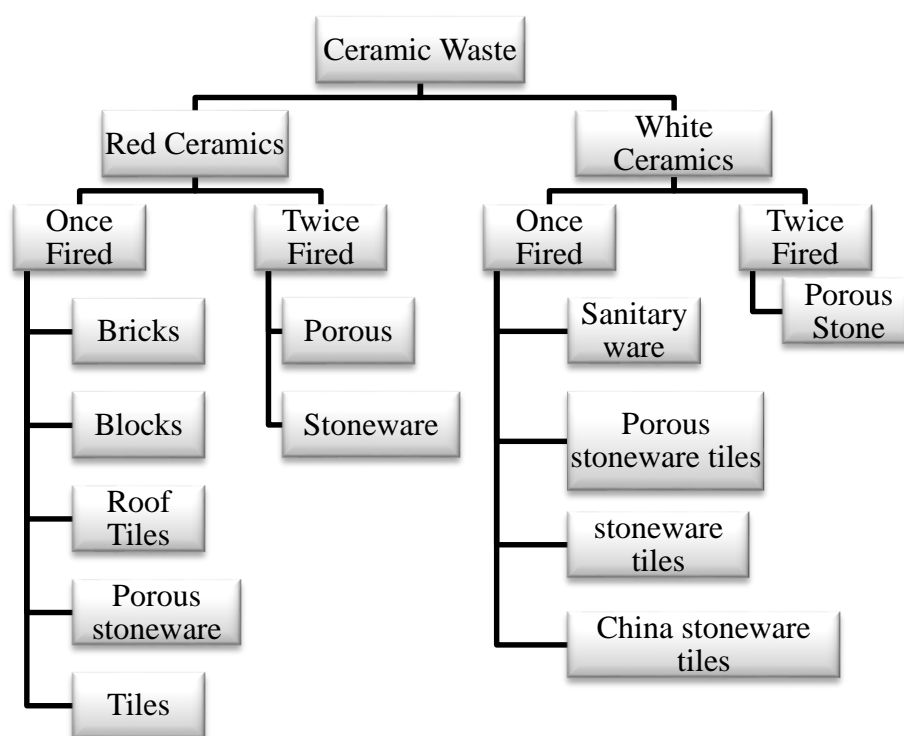 Ceramic Waste
Red Ceramics
White
Ceramics
Once
Fired
Twice
Fired
Once
Fired
Twice
Fired
Bricks
Blocks
Roof
Tiles
Porous
stoneware
Tiles
Porous
Stoneware
Sanitary
ware
Porous
stoneware tiles
stoneware
tiles
China stoneware
tiles
Porous
Stone